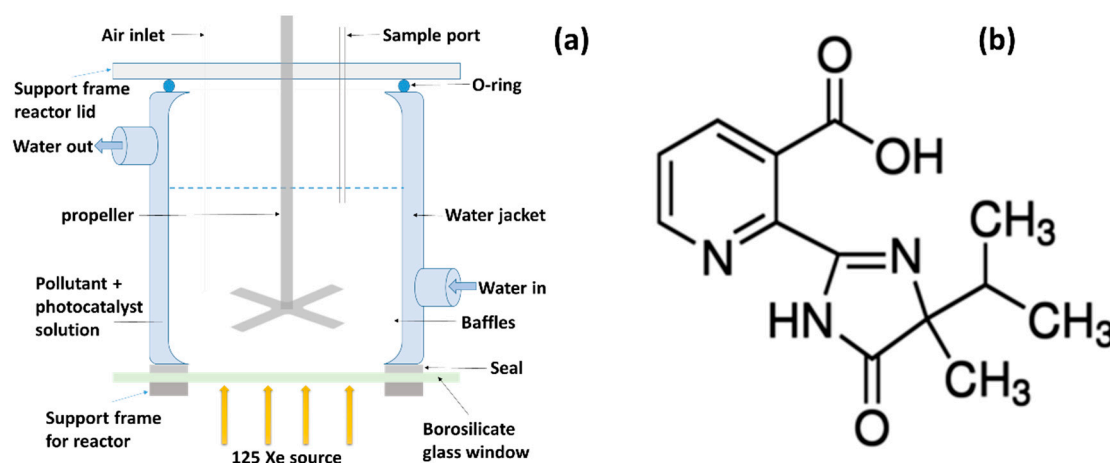 Air inlet
Sample port
(a)
Support frame
reactor lid
O-ring
Water out
propeller
Water jacket
Pollutant +
photocatalyst
solution
Water in
Baffles
Seal
Support frame
for reactor
Borosilicate
glass window
125 Xe source
(b)
O
OH
N
N
CH3
CH3
HN
CH3
O